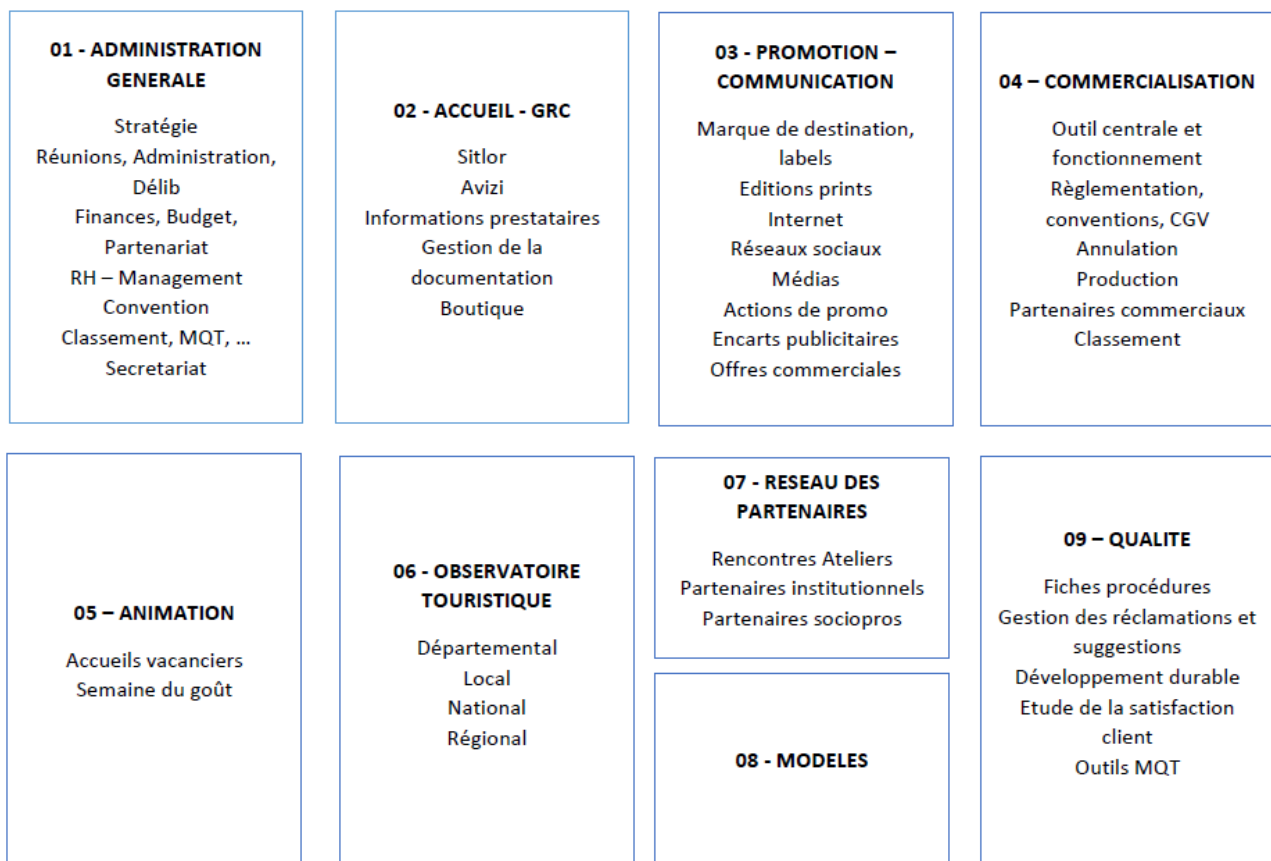 01 - ADMINISTRATION
GENERALE
Stratégie
Réunions, Administration,
Délib
Finances, Budget,
Partenariat
RH – Management
Convention
Classement, MQT, ...
Secretariat
02 - ACCUEIL - GRC
Sitlor
Avizi
Informations prestataires
Gestion de la
documentation
Boutique
03 - PROMOTION –
COMMUNICATION
Marque de destination,
labels
Editions prints
Internet
Réseaux sociaux
Médias
Actions de promo
Encarts publicitaires
Offres commerciales
04 – COMMERCIALISATION
Outil centrale et
fonctionnement
Règlementation,
conventions, CGV
Annulation
Production
Partenaires commerciaux
Classement
05 – ANIMATION
Accueils vacanciers
Semaine du goût
06 - OBSERVATOIRE
TOURISTIQUE
Départemental
Local
National
Régional
07 - RESEAU DES
PARTENAIRES
Rencontres Ateliers
Partenaires institutionnels
Partenaires sociopros
08 - MODELES
09 – QUALITE
Fiches procédures
Gestion des réclamations et
suggestions
Développement durable
Etude de la satisfaction
client
Outils MQT